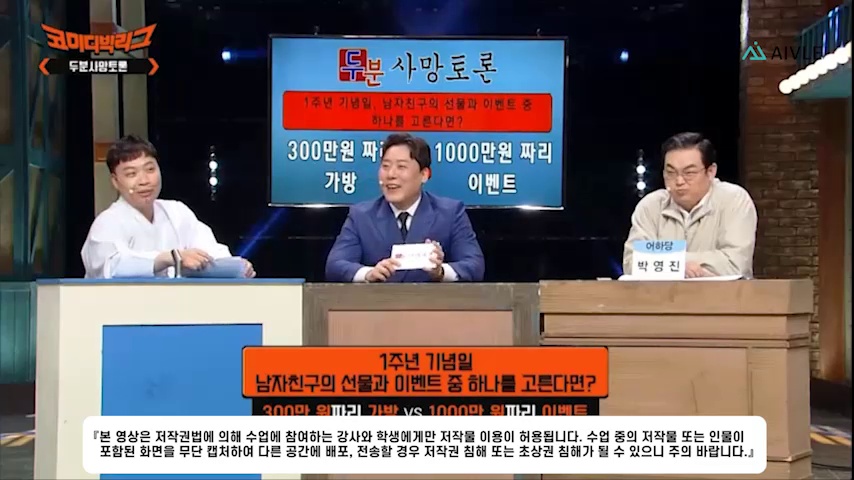 코미디빅리그
두분사망토론
AIVLE
두분 사망토론
1주년 기념일, 남자친구의 선물과 이벤트 중
하나를 고른다면?
300만원 짜리
1000만원 짜리
가방
이벤트
어하당
박영진
1주년 기념일
남자친구의 선물과 이벤트 중 하나를 고른다면?
300만 원짜리 가방 vs 1000만 원짜리 이벤트
『본 영상은 저작권법에 의해 수업에 참여하는 강사와 학생에게만 저작물 이용이 허용됩니다. 수업 중의 저작물 또는 인물이
포함된 화면을 무단 캡처하여 다른 공간에 배포, 전송할 경우 저작권 침해 또는 초상권 침해가 될 수 있으니 주의 바랍니다.』